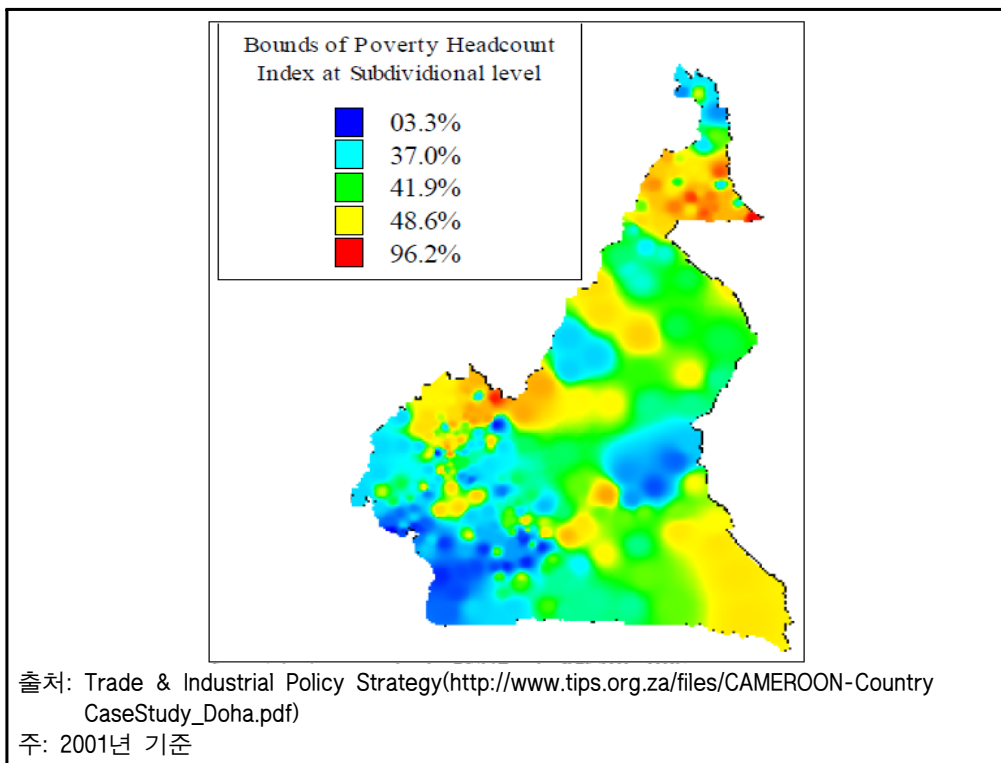 Bounds of Poverty Headcount
Index at Subdividional level
03.3%
37.0%
41.9%
48.6%
96.2%
출처: Trade & Industrial Policy Strategy(http://www.tips.org.za/files/CAMEROON-Country
CaseStudy_Doha.pdf)
주: 2001년 기준